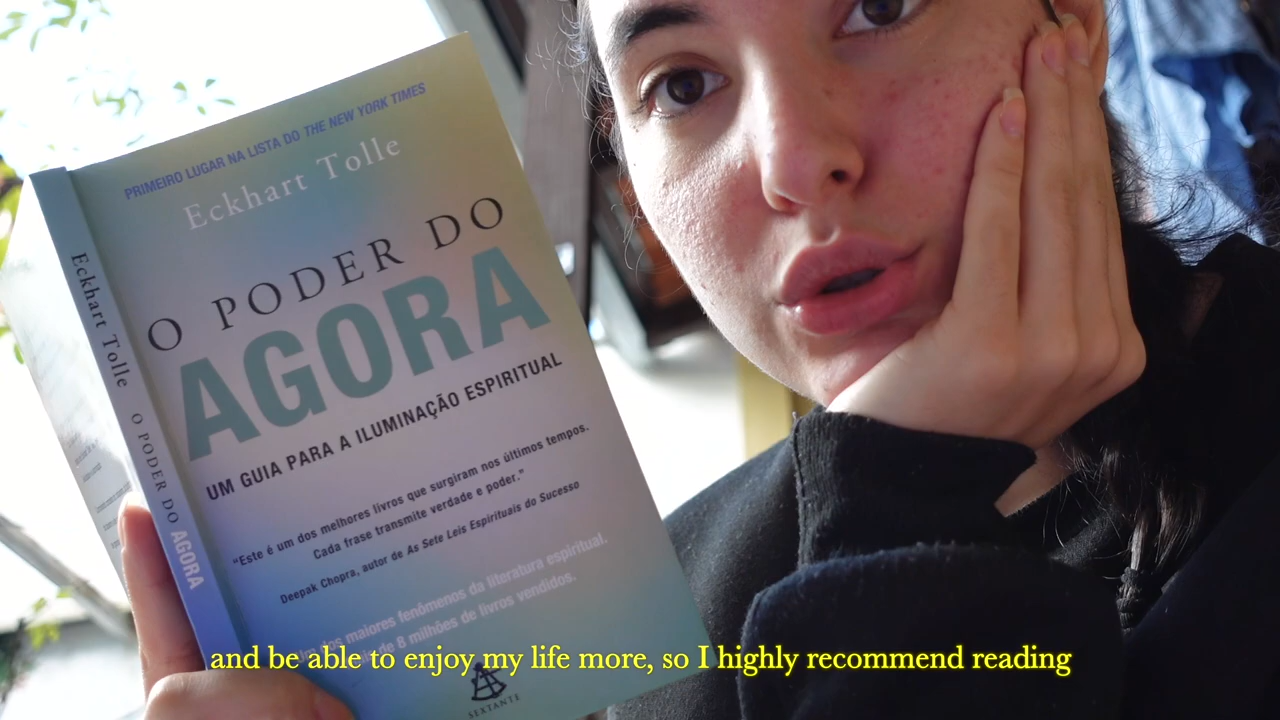 PRIMEIRO LUGAR NA LISTA DO THE NEW YORK TIMES
Eckhart Tolle
O PODER DO
AGORA
UM GUIA PARA A ILUMINAÇÃO ESPIRITUAL
“Este é um dos melhores livros que surgiram nos últimos tempos.
Cada frase transmite verdade e poder.”
Deepak Chopra, autor de As Sete Leis Espirituais do Sucesso
Um dos maiores fenômenos da literatura espiritual.
de 8 milhões de livros vendidos.
SEXTANTE
Eckhart Tolle O PODER DO AGORA
and be able to enjoy my life more, so I highly recommend reading